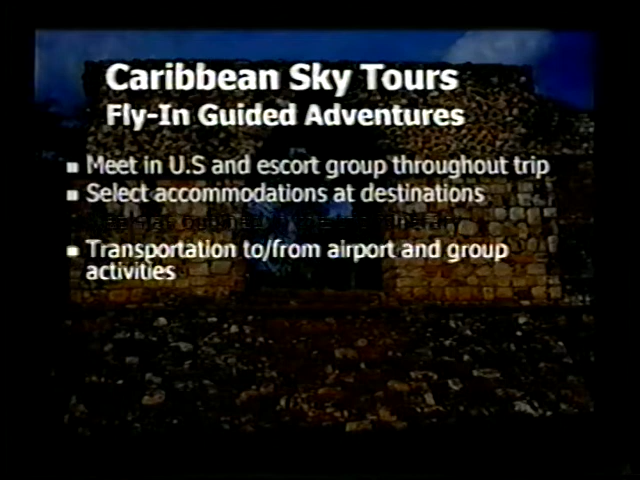 Caribbean Sky Tours
Fly-In Guided Adventures
Meet in U.S and escort group throughout trip
Select accommodations at destinations
Transportation to/from airport and group
activities